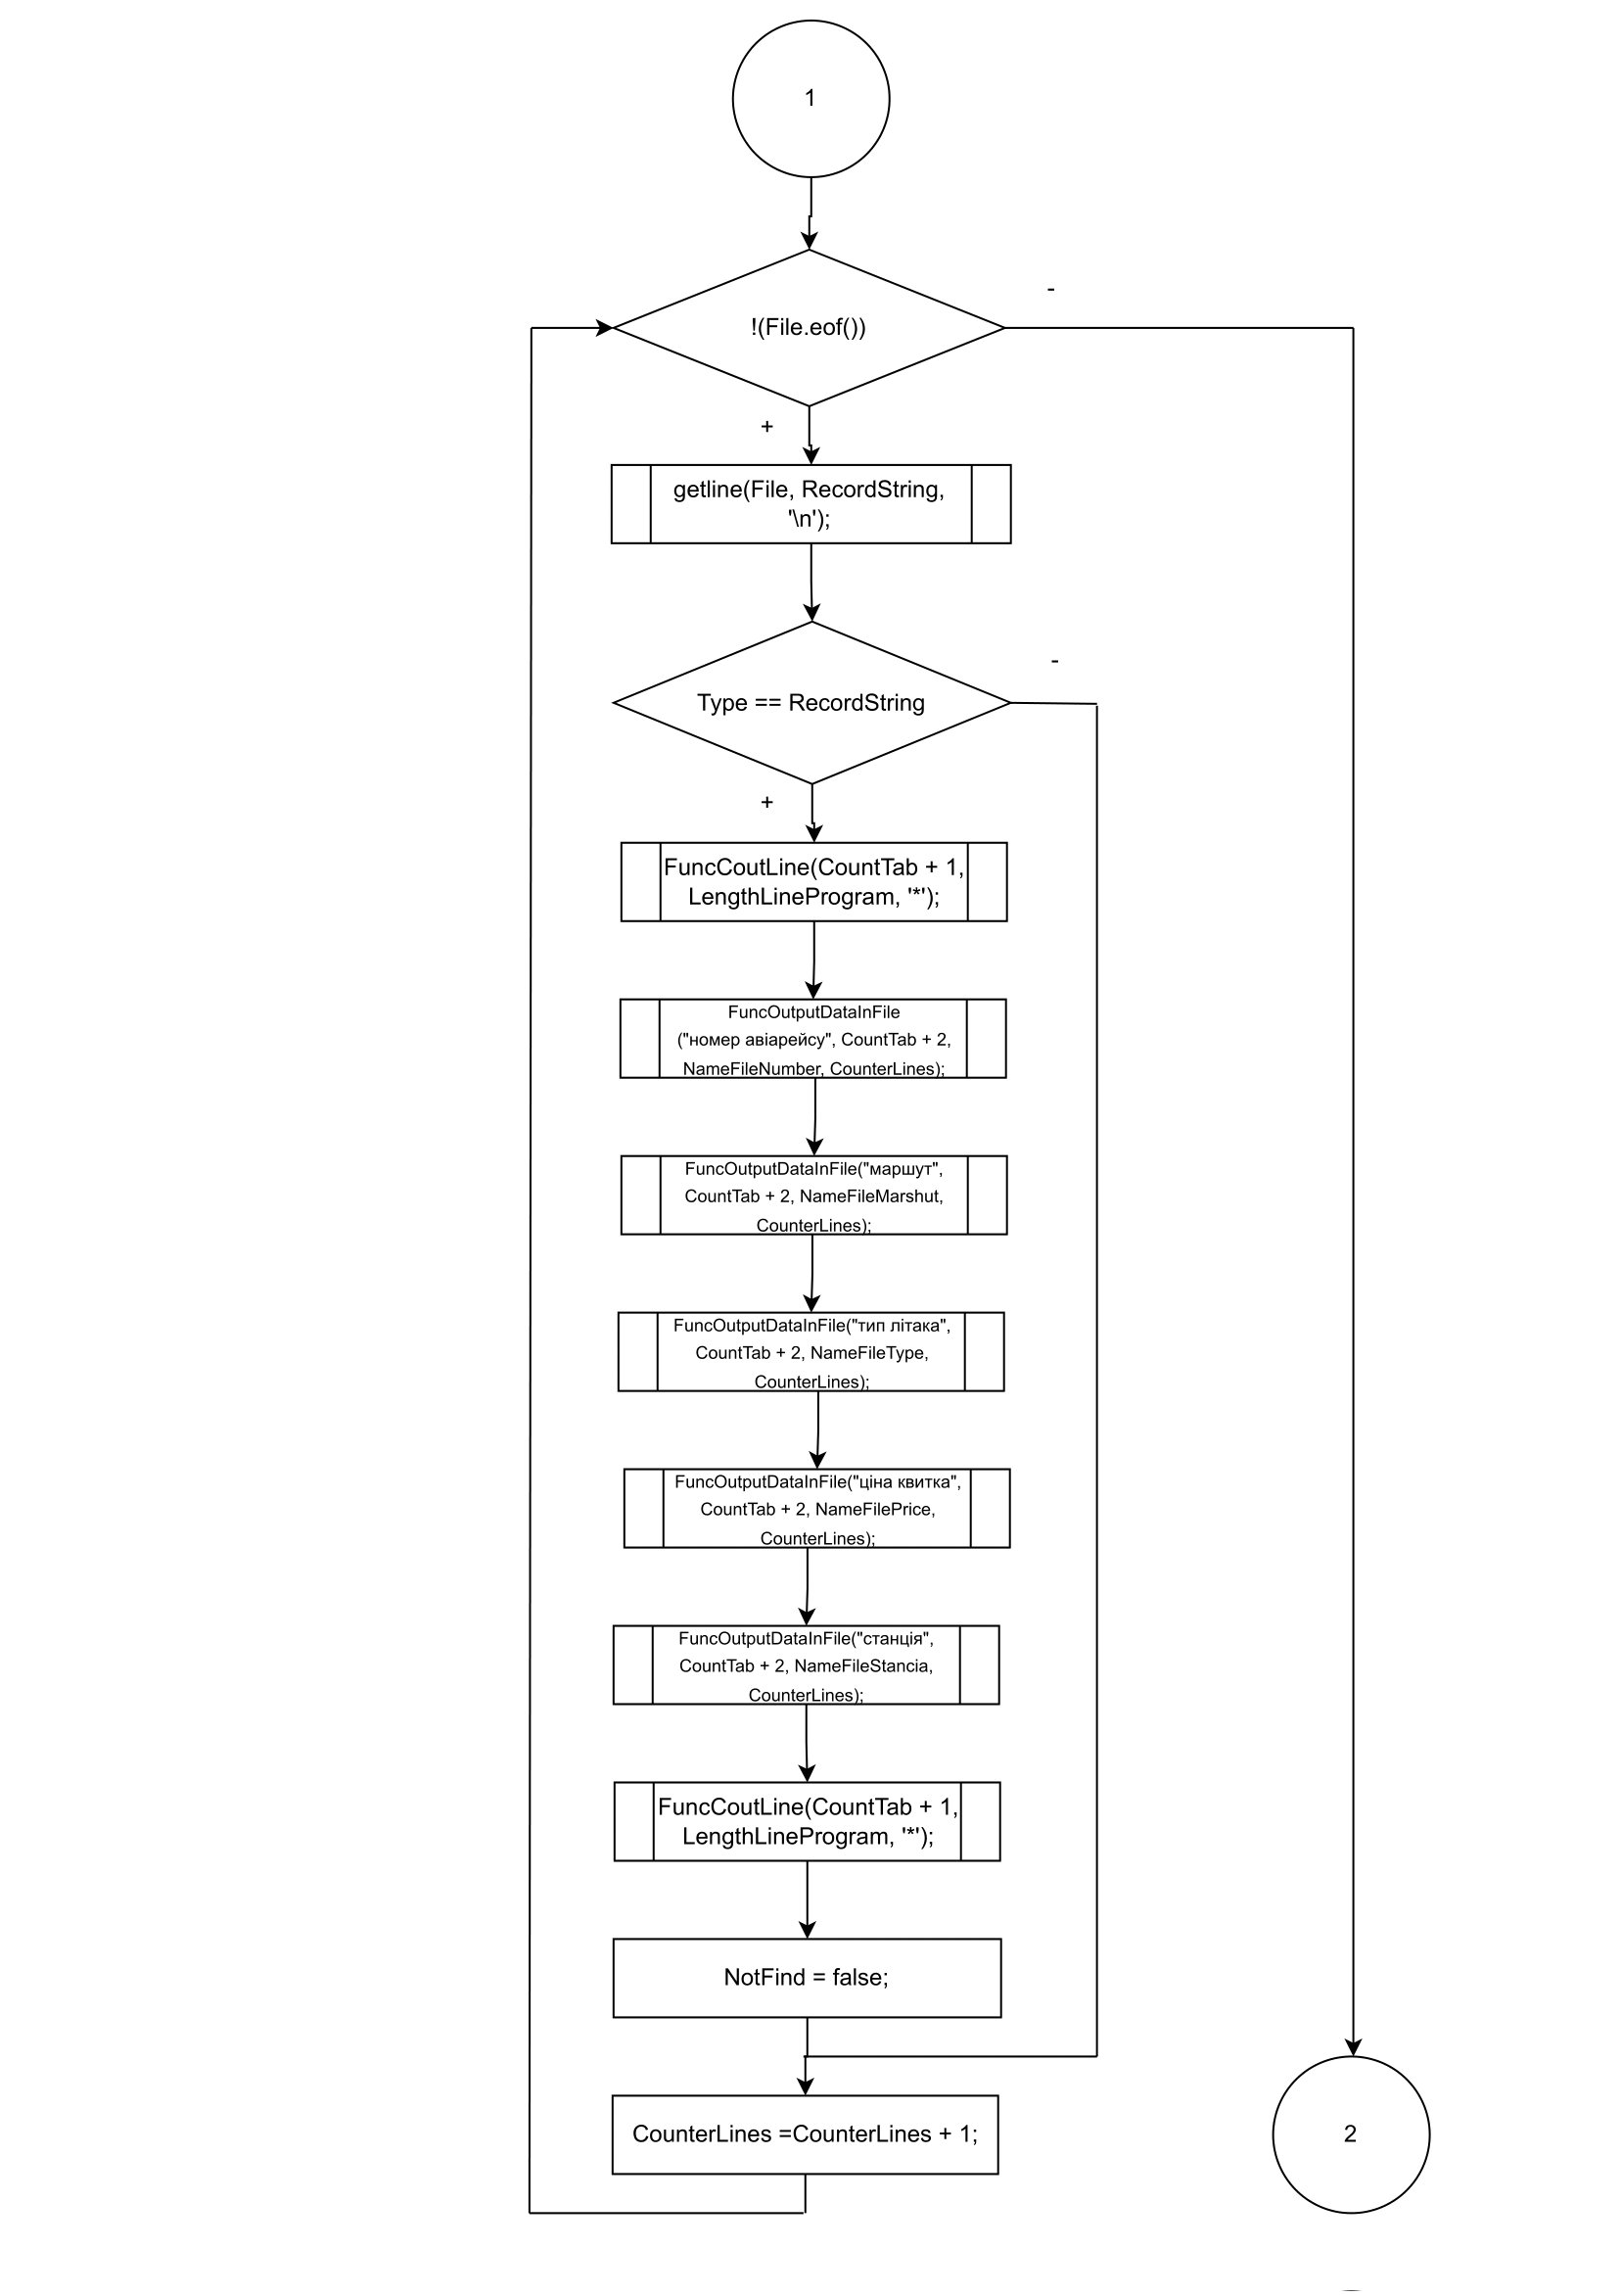 1
-
!(File.eof())
+
getline(File, RecordString,
'\n');
-
Type == RecordString
+
FuncCoutLine(CountTab + 1,
LengthLineProgram, '*');
FuncOutputDataInFile
("номер авіарейсу", CountTab + 2,
NameFileNumber, CounterLines);
FuncOutputDataInFile("маршут",
CountTab + 2, NameFileMarshut,
CounterLines);
FuncOutputDataInFile("тип літака",
CountTab + 2, NameFileType,
CounterLines);
FuncOutputDataInFile("ціна квитка",
CountTab + 2, NameFilePrice,
CounterLines);
FuncOutputDataInFile("станція",
CountTab + 2, NameFileStancia,
CounterLines);
FuncCoutLine(CountTab + 1,
LengthLineProgram, '*');
NotFind = false;
CounterLines =CounterLines + 1;
2